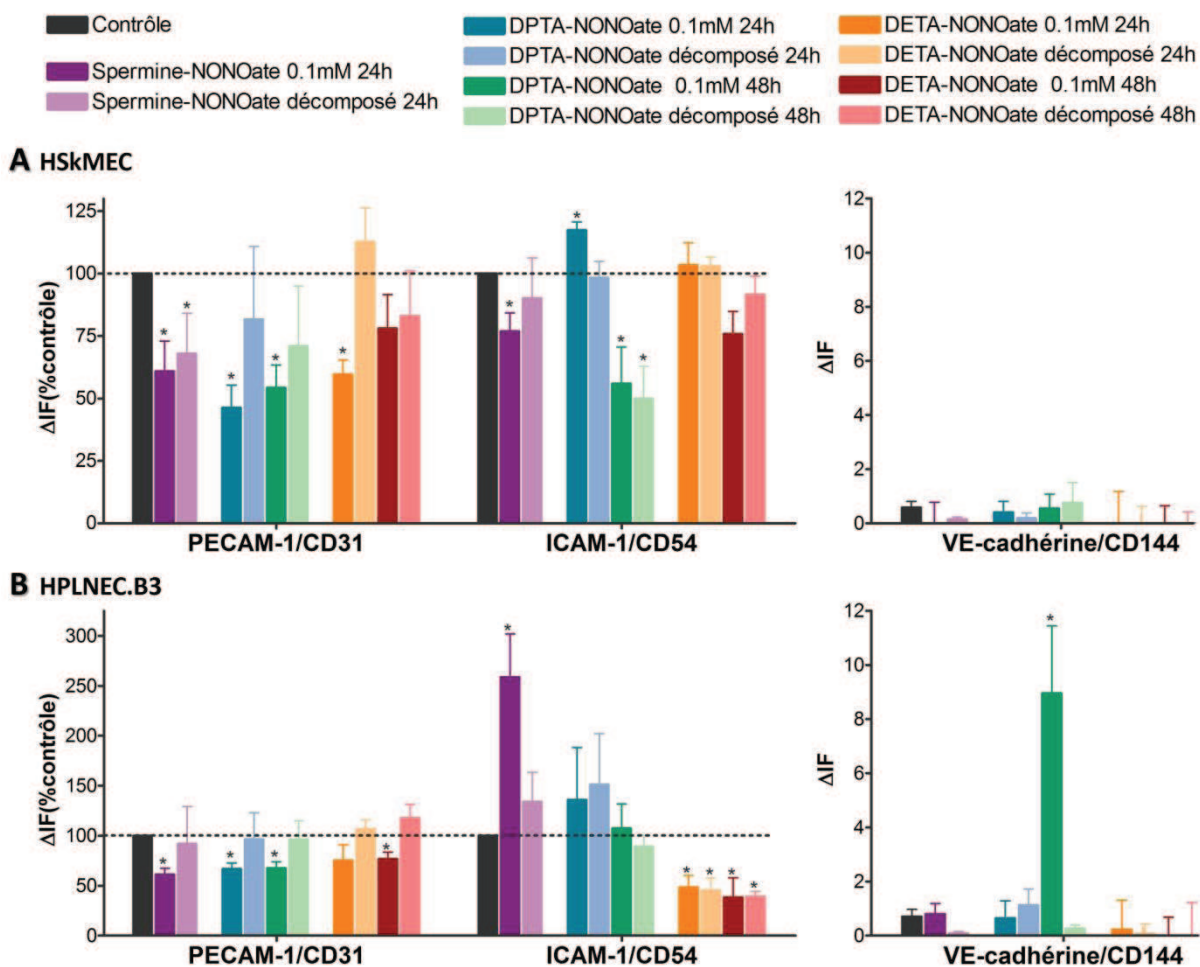 Contrôle
Spermine-NONOate 0.1mM 24h
Spermine-NONOate décomposé 24h
DPTA-NONOate 0.1mM 24h
DPTA-NONOate décomposé 24h
DPTA-NONOate 0.1mM 48h
DPTA-NONOate décomposé 48h
DETA-NONOate 0.1mM 24h
DETA-NONOate décomposé 24h
DETA-NONOate 0.1mM 48h
DETA-NONOate décomposé 48h
A HSkMEC
ΔIF(%contrôle)
125
100
75
50
25
0
* * * * * * * * * *
PECAM-1/CD31
ICAM-1/CD54
ΔIF
12
10
8
6
4
2
0
VE-cadhérine/CD144
B HPLNEC.B3
ΔIF(%contrôle)
300
250
200
150
100
50
0
* * * * * * * * *
PECAM-1/CD31
ICAM-1/CD54
ΔIF
12
10
8
6
4
2
0
*
VE-cadhérine/CD144